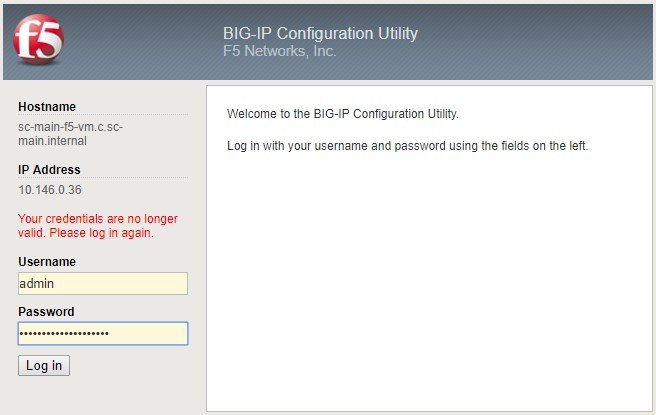 f5
BIG-IP Configuration Utility
F5 Networks, Inc.
Hostname
sc-main-f5-vm.c.sc-
main.internal
IP Address
10.146.0.36
Your credentials are no longer
valid. Please log in again.
Username
admin
Password
••••••••••••••••••••
Log in
Welcome to the BIG-IP Configuration Utility.
Log in with your username and password using the fields on the left.